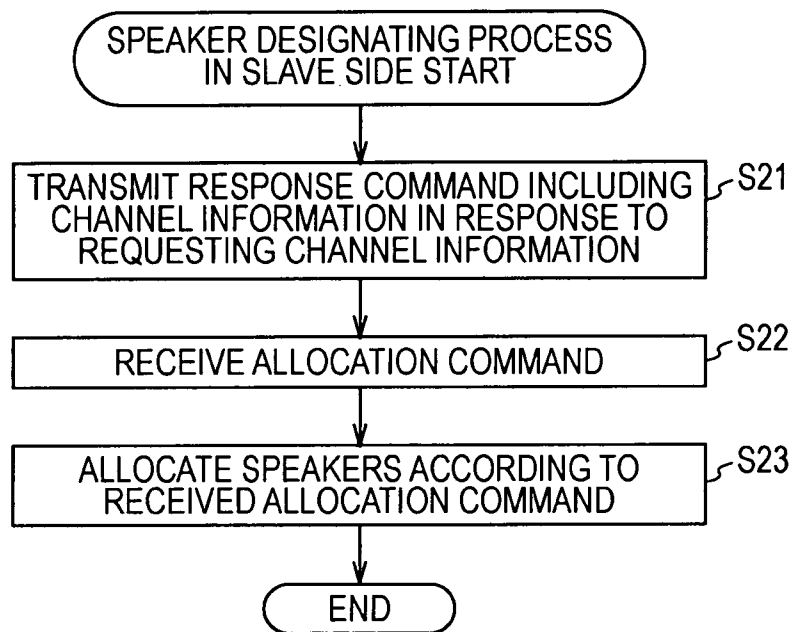 SPEAKER DESIGNATING PROCESS
IN SLAVE SIDE START
TRANSMIT RESPONSE COMMAND INCLUDING
CHANNEL INFORMATION IN RESPONSE TO
REQUESTING CHANNEL INFORMATION
S21
RECEIVE ALLOCATION COMMAND
S22
ALLOCATE SPEAKERS ACCORDING TO
RECEIVED ALLOCATION COMMAND
S23
END